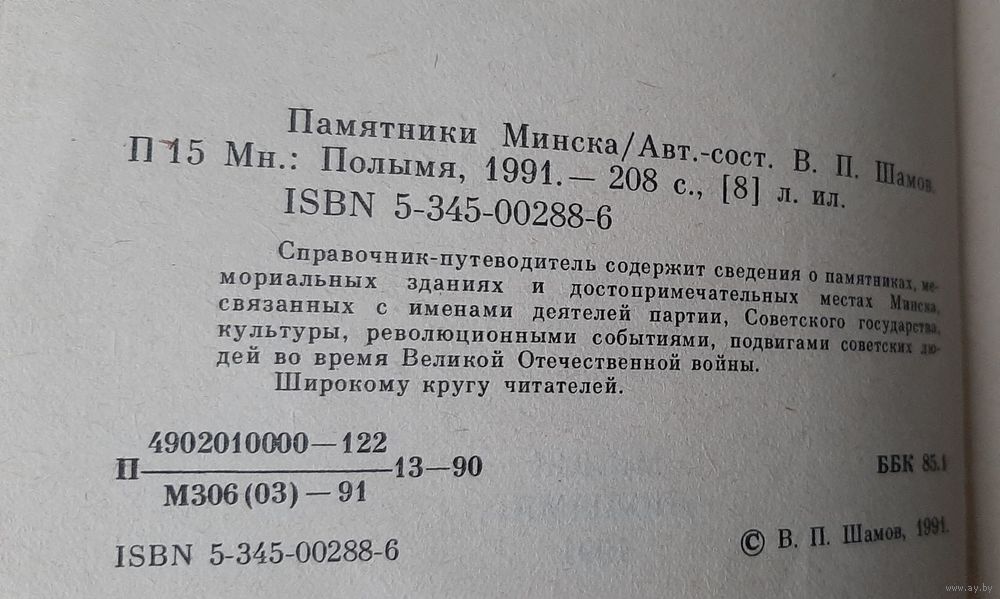 Памятники Минска/Авт.-сост. В. П. Шамов.
П 15 Мн.: Полымя, 1991.— 208 с., [8] л. ил.
ISBN 5-345-00288-6
Справочник-путеводитель содержит сведения о памятниках, ме-
мориальных зданиях и достопримечательных местах Минска,
связанных с именами деятелей партии, Советского государства,
культуры, революционными событиями, подвигами советских лю-
дей во время Великой Отечественной войны.
Широкому кругу читателей.
4902010000—122
П 13—90
М306(03)—91
ББК 85.1
ISBN 5-345-00288-6
© В. П. Шамов, 1991.
www.ay.by